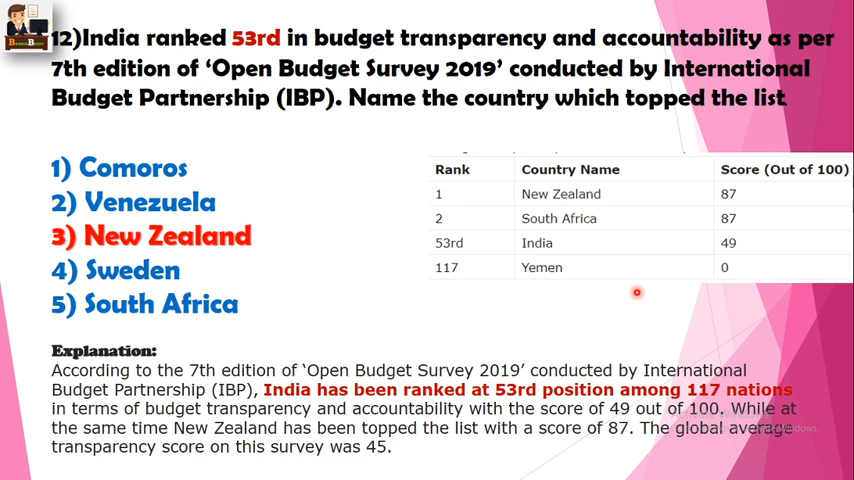 12)India ranked 53rd in budget transparency and accountability as per
7th edition of ‘Open Budget Survey 2019’ conducted by International
Budget Partnership (IBP). Name the country which topped the list
1) Comoros
2) Venezuela
3) New Zealand
4) Sweden
5) South Africa
Rank Country Name Score (Out of 100)
1 New Zealand 87
2 South Africa 87
53rd India 49
117 Yemen 0
Explanation:
According to the 7th edition of ‘Open Budget Survey 2019’ conducted by International
Budget Partnership (IBP), India has been ranked at 53rd position among 117 nations
in terms of budget transparency and accountability with the score of 49 out of 100. While at
the same time New Zealand has been topped the list with a score of 87. The global average
transparency score on this survey was 45.